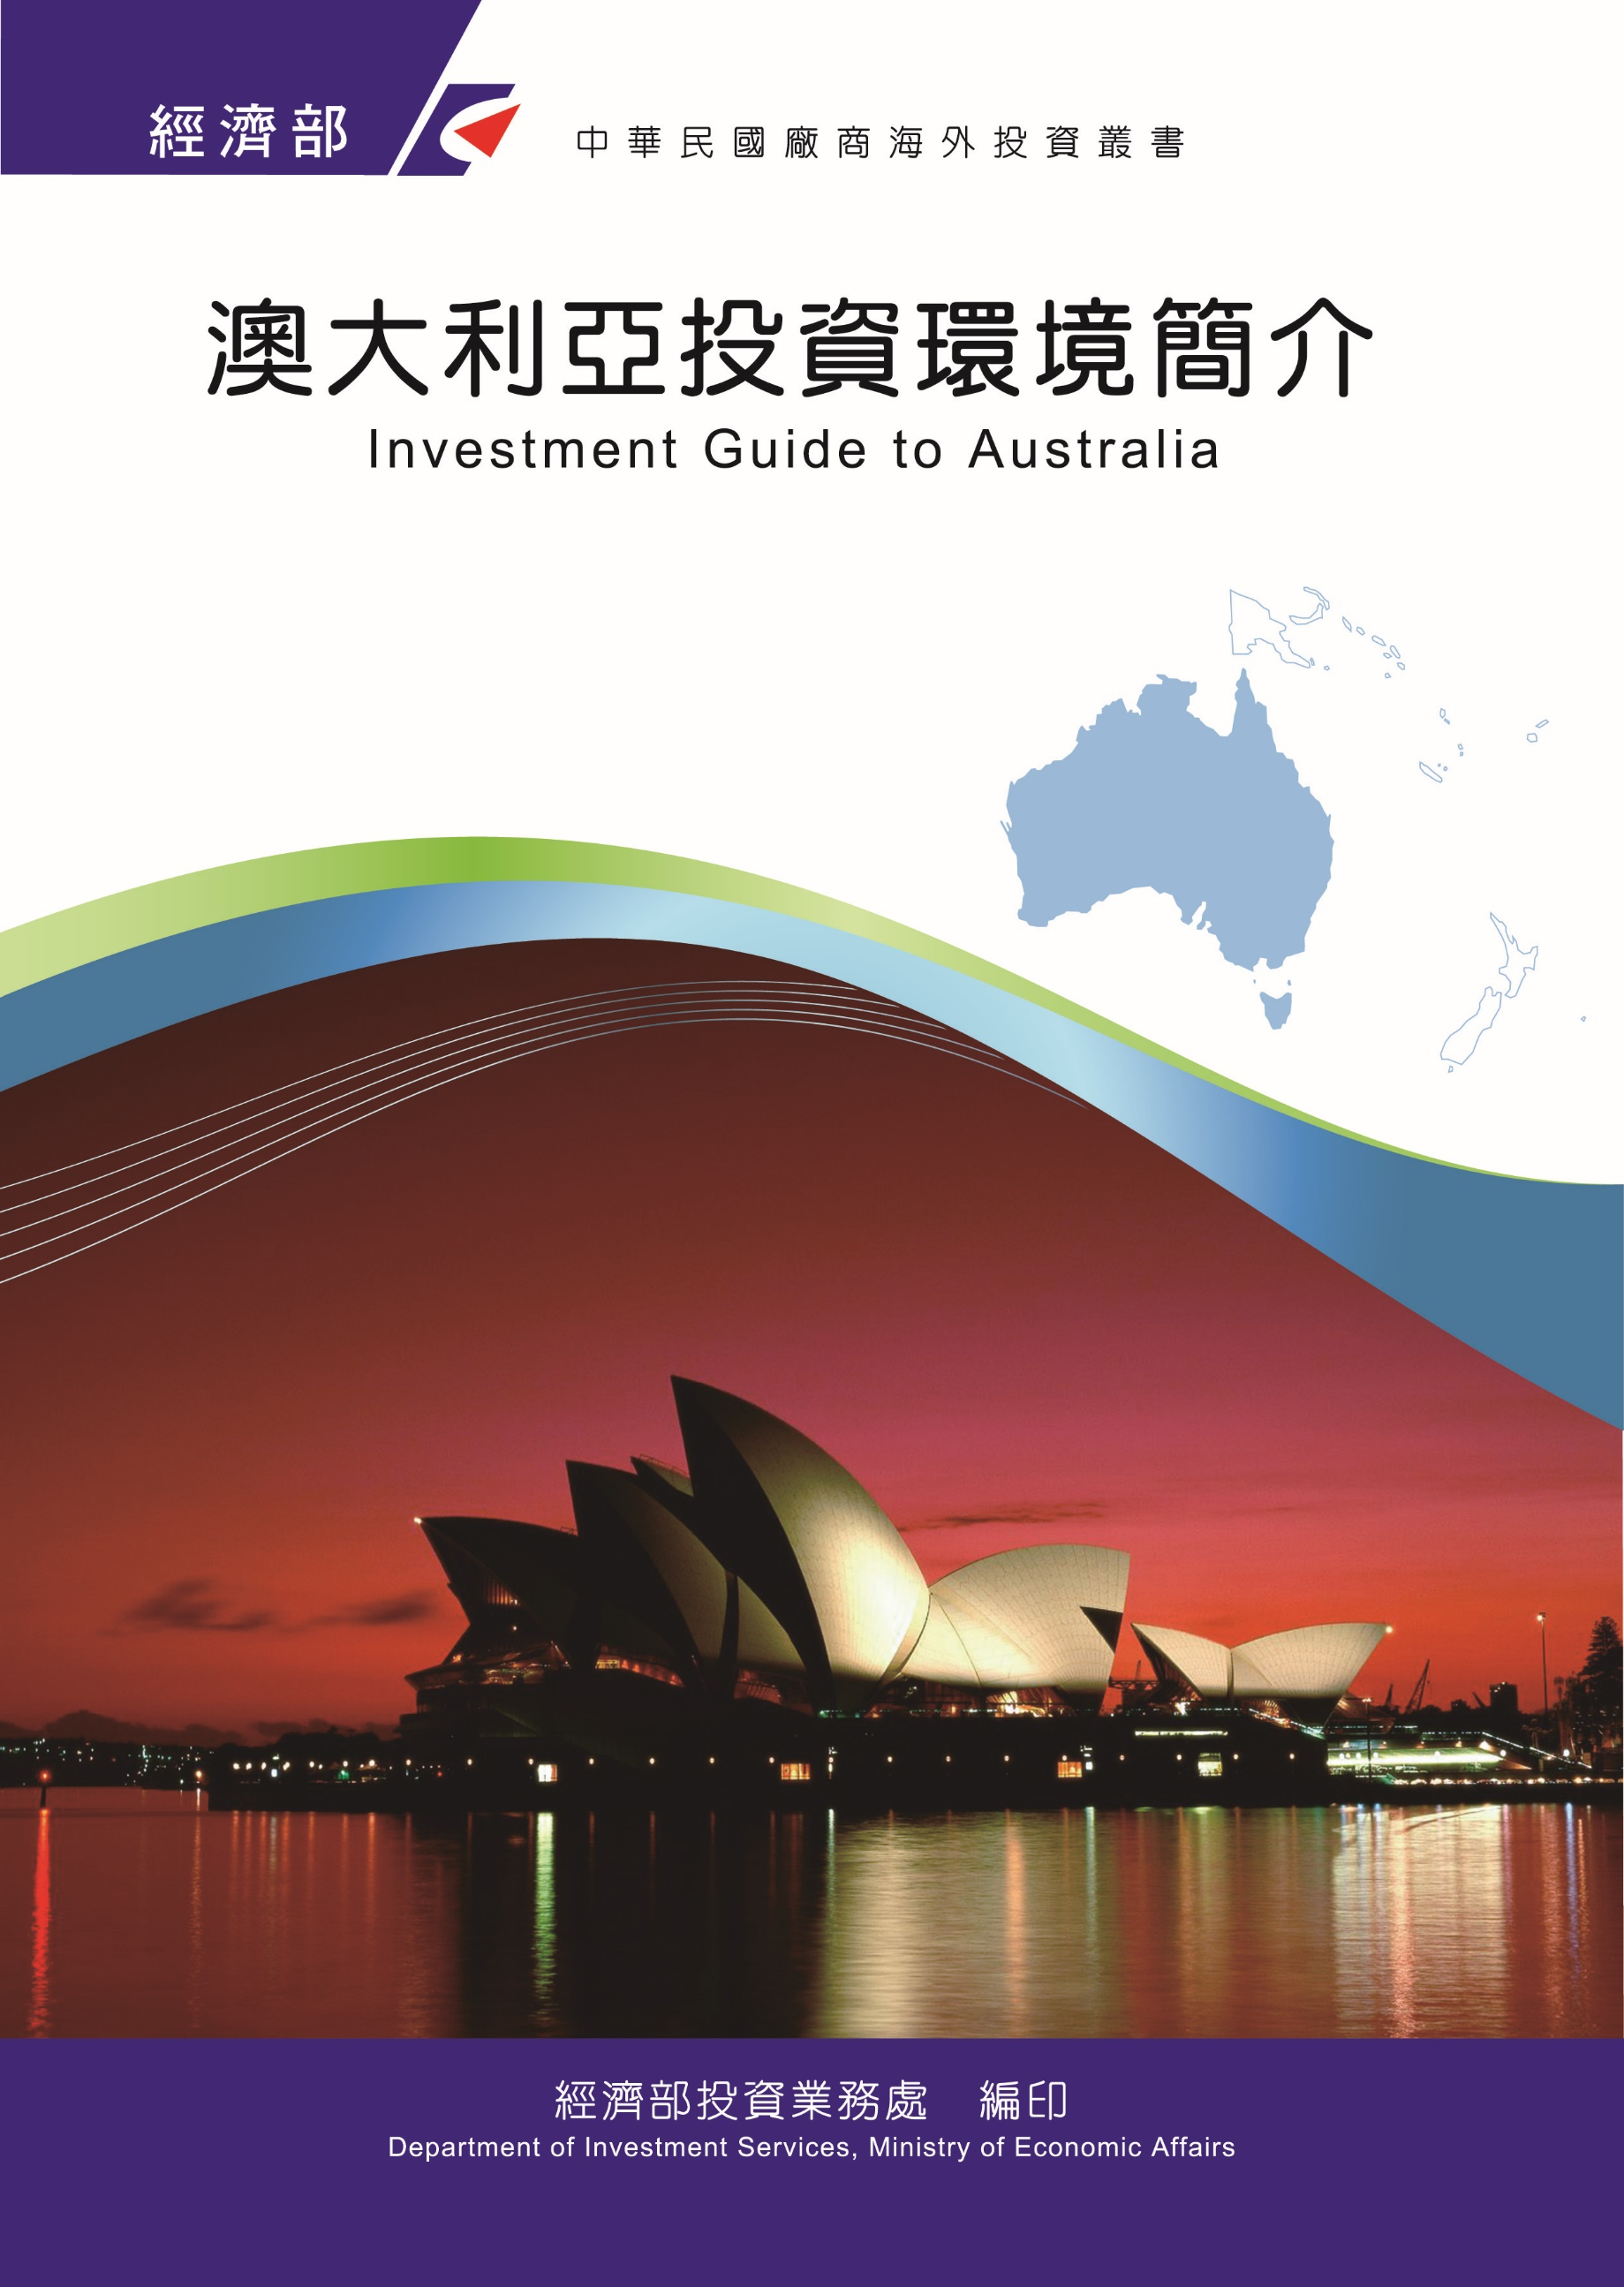 經濟部
中華民國廠商海外投資叢書
澳大利亞投資環境簡介
Investment Guide to Australia
經濟部投資業務處　編印
Department of Investment Services, Ministry of Economic Affairs